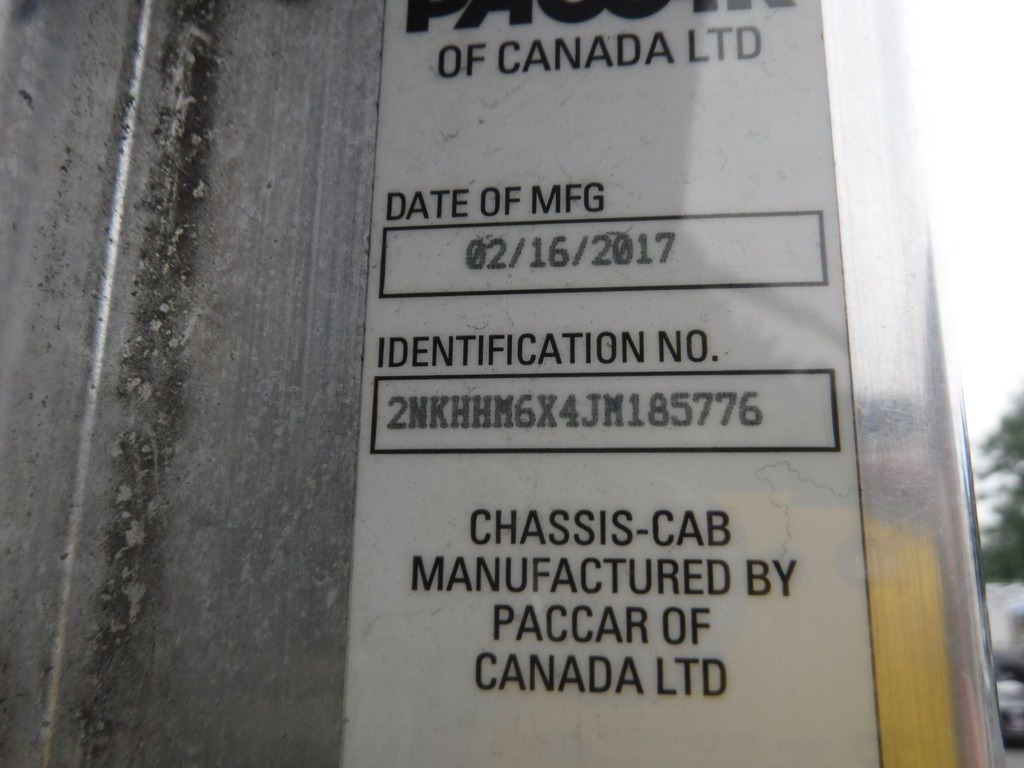 PACCAR
OF CANADA LTD
DATE OF MFG
02/16/2017
IDENTIFICATION NO.
2NKHHM6X4JM185776
CHASSIS-CAB
MANUFACTURED BY
PACCAR OF
CANADA LTD